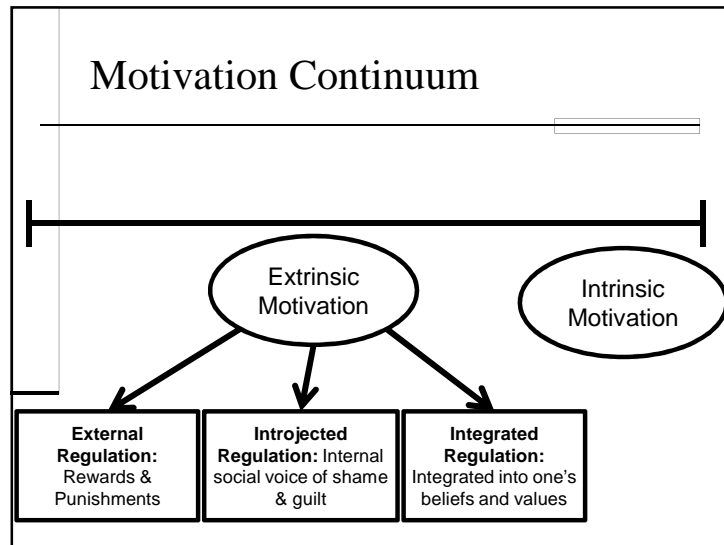 Motivation Continuum
Extrinsic
Motivation
Intrinsic
Motivation
External
Regulation:
Rewards &
Punishments
Introjected
Regulation: Internal
social voice of shame
& guilt
Integrated
Regulation:
Integrated into one's
beliefs and values